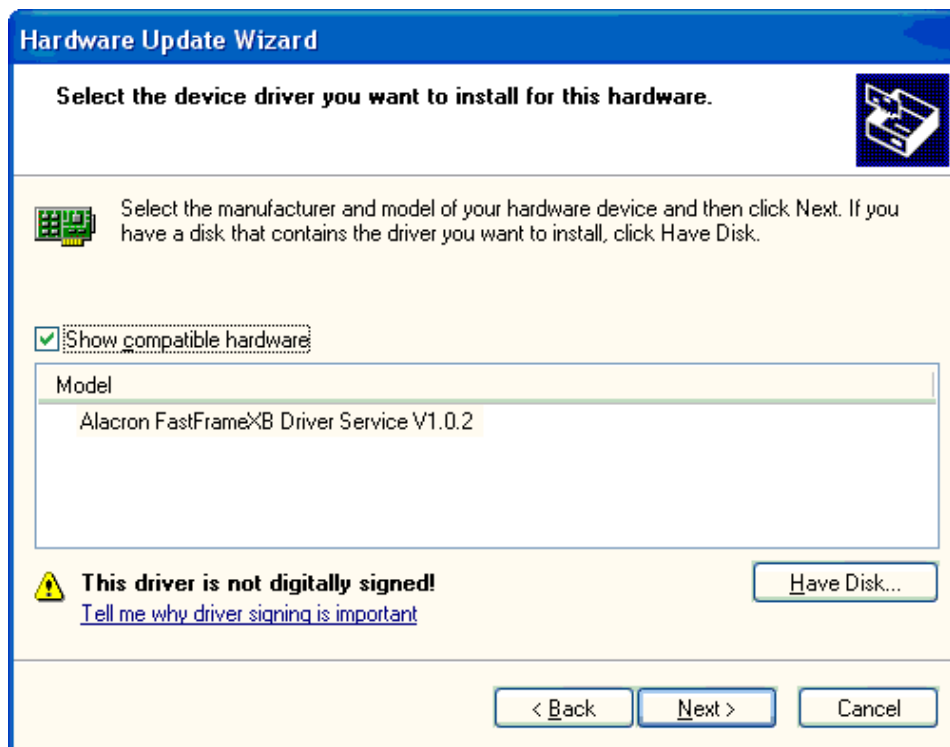 Hardware Update Wizard
Select the device driver you want to install for this hardware.
Select the manufacturer and model of your hardware device and then click Next. If you
have a disk that contains the driver you want to install, click Have Disk.
Show compatible hardware
Model
Alacron FastFrameXB Driver Service V1.0.2
This driver is not digitally signed!
Have Disk...
Tell me why driver signing is important
< Back
Next >
Cancel